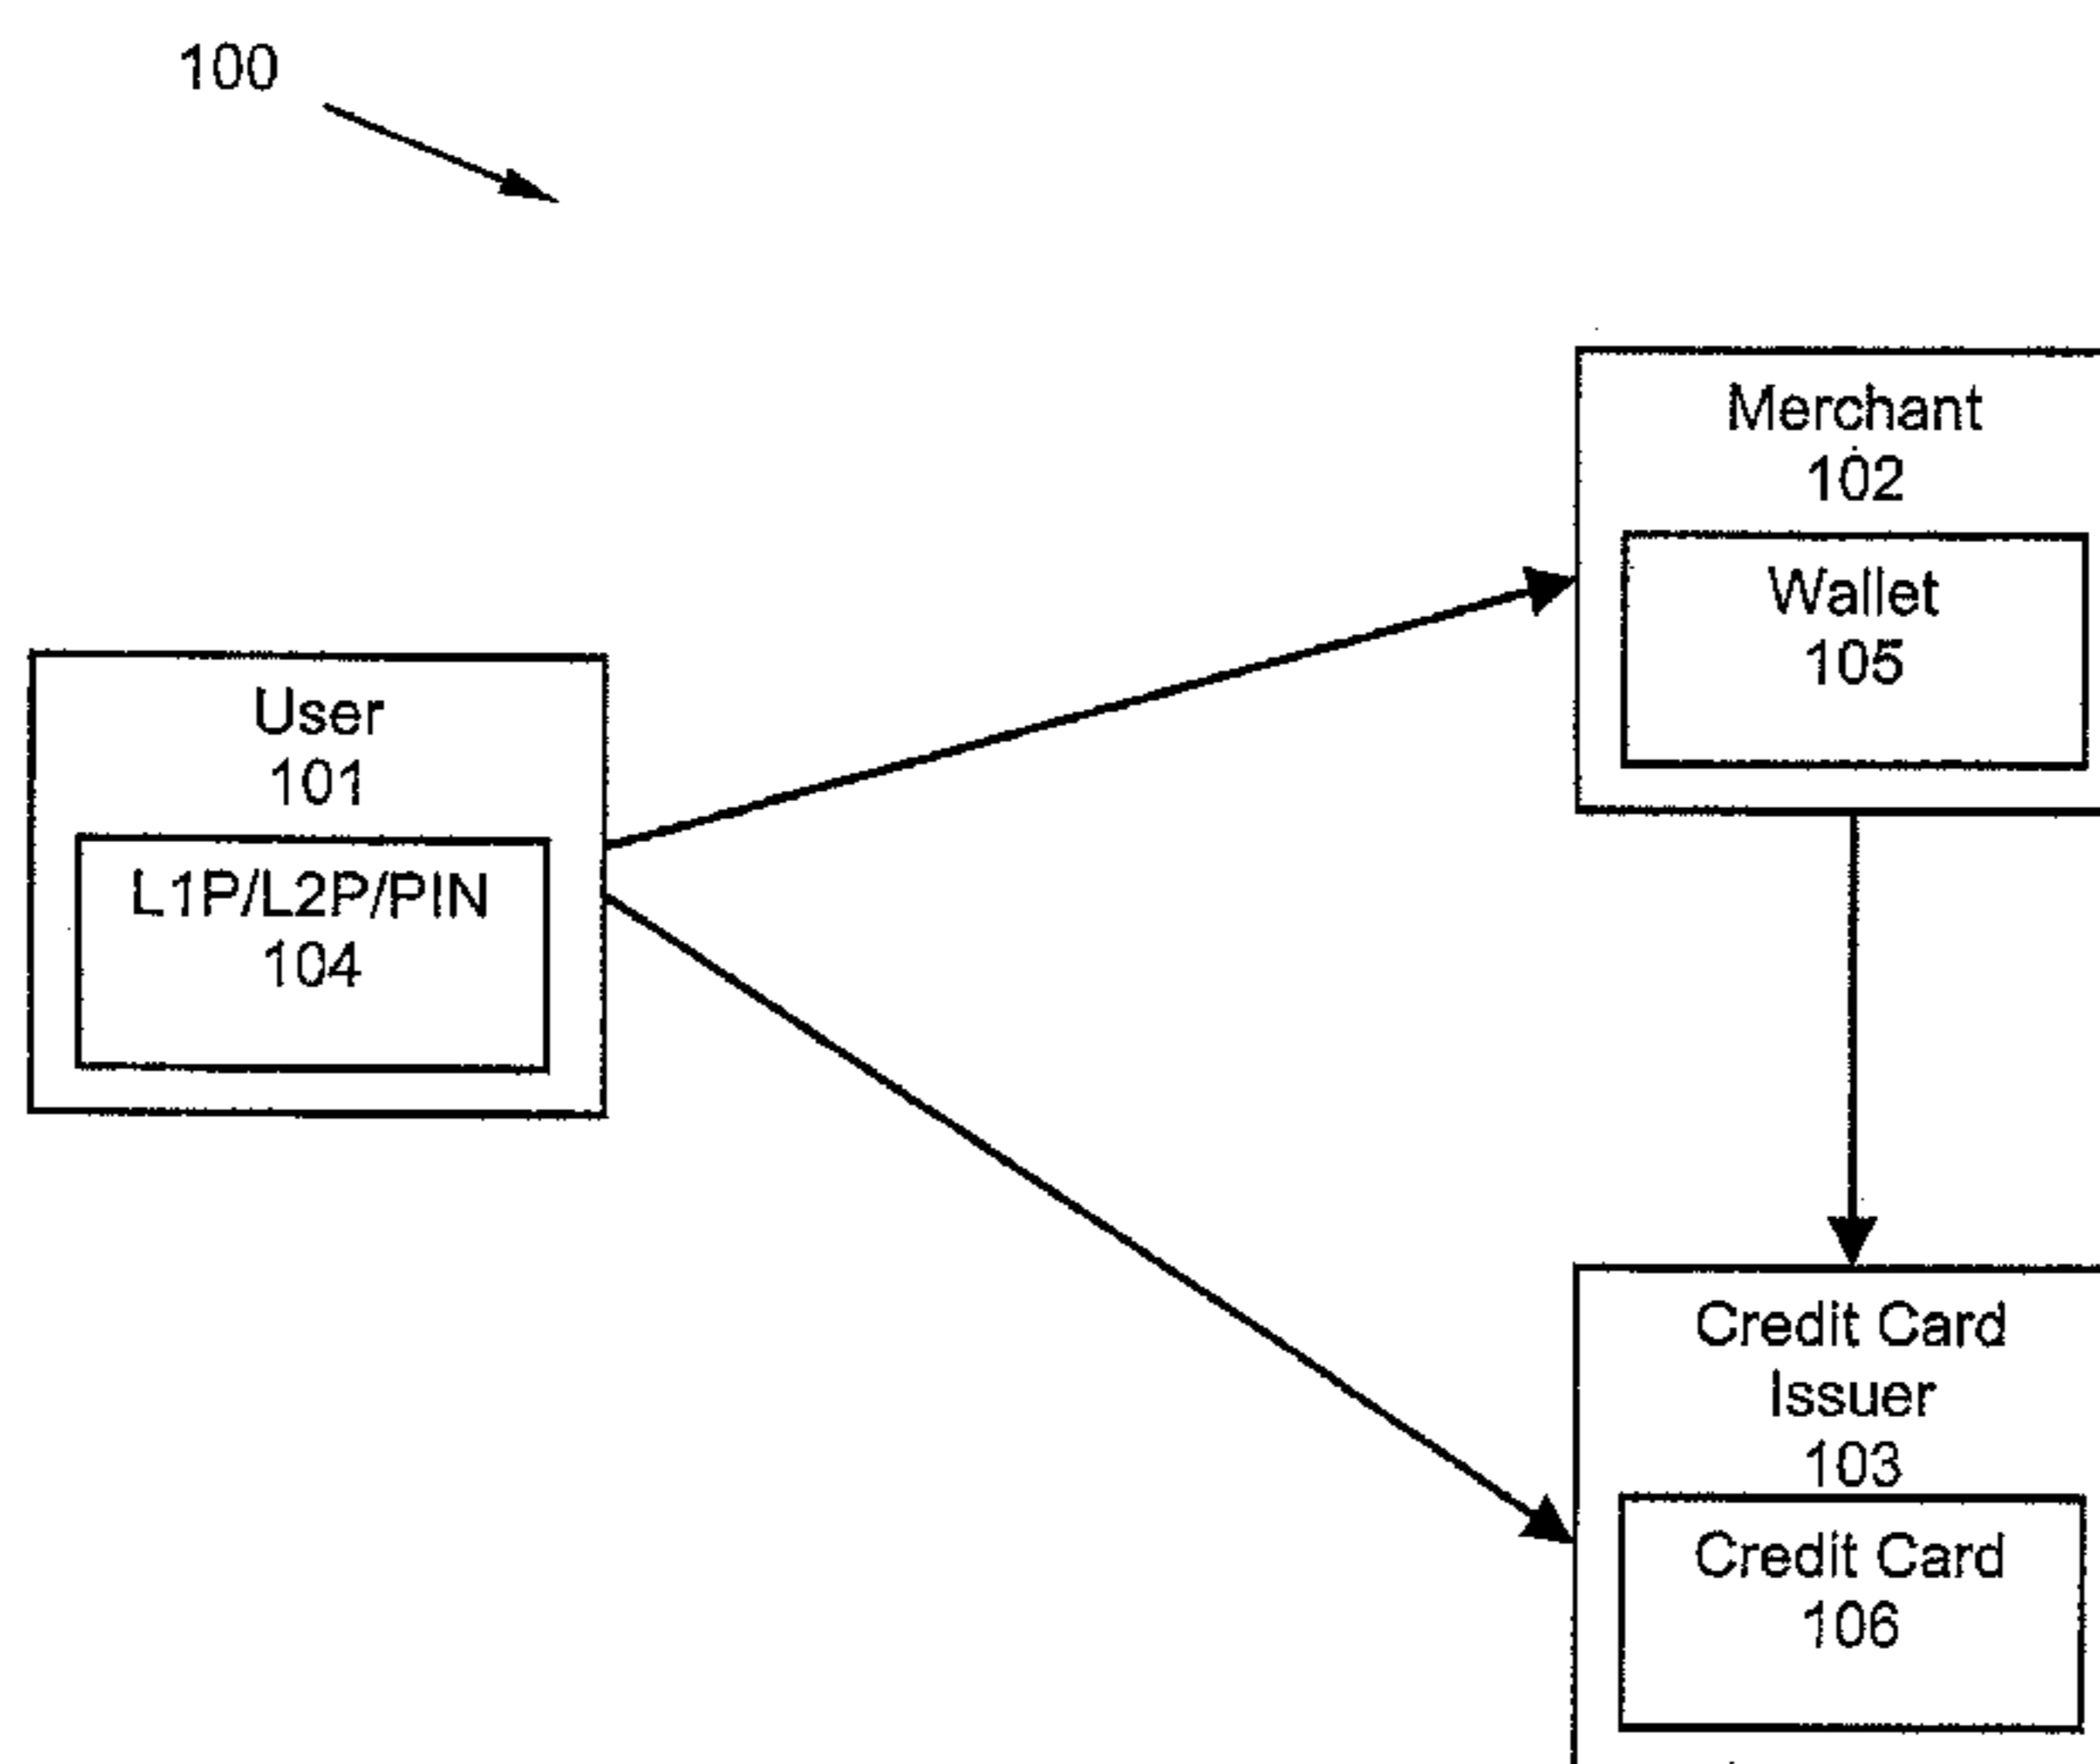 100
Merchant
102
Wallet
105
User
101
L1P/L2P/PIN
104
Credit Card
Issuer
103
Credit Card
106